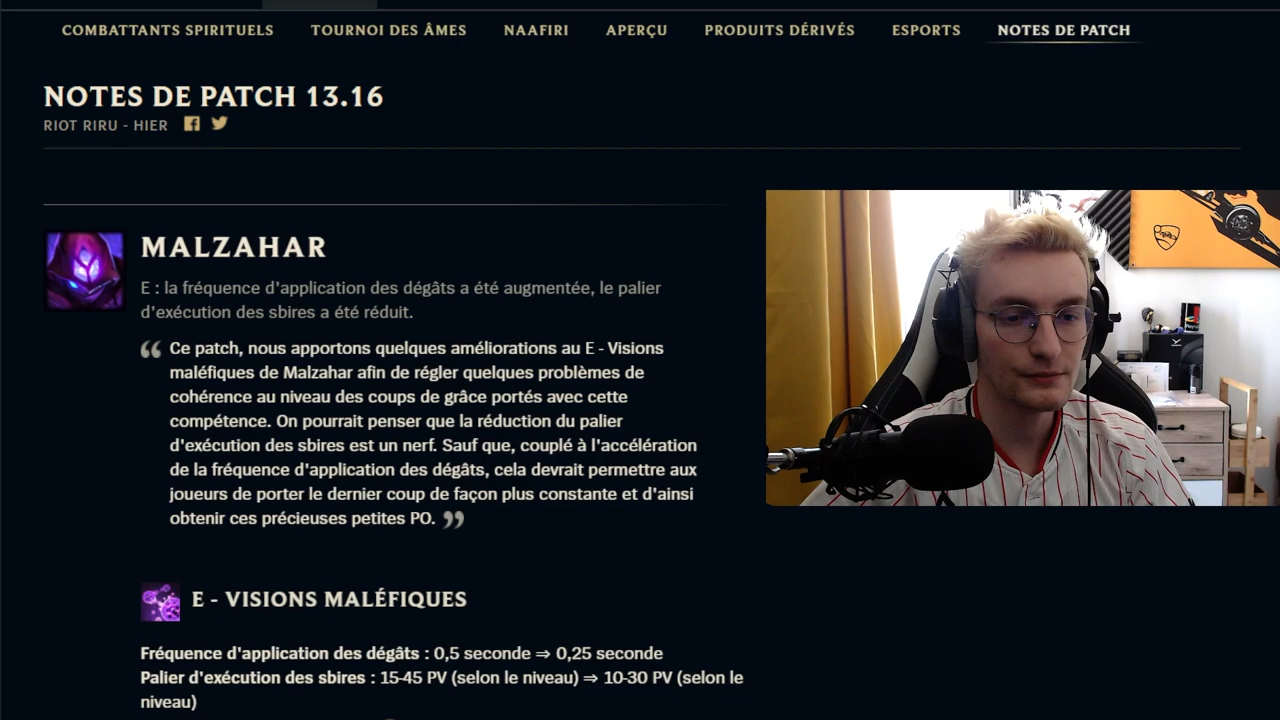 COMBATTANTS SPIRITUELS TOURNOI DES ÂMES NAAFIRI APERÇU PRODUITS DÉRIVÉS ESPORTS NOTES DE PATCH
NOTES DE PATCH 13.16
RIOT RIRU - HIER
MALZAHAR
E : la fréquence d'application des dégâts a été augmentée, le palier
d'exécution des sbires a été réduit.
“ Ce patch, nous apportons quelques améliorations au E - Visions
maléfiques de Malzahar afin de régler quelques problèmes de
cohérence au niveau des coups de grâce portés avec cette
compétence. On pourrait penser que la réduction du palier
d'exécution des sbires est un nerf. Sauf que, couplé à l'accélération
de la fréquence d'application des dégâts, cela devrait permettre aux
joueurs de porter le dernier coup de façon plus constante et d'ainsi
obtenir ces précieuses petites PO. ”
E - VISIONS MALÉFIQUES
Fréquence d'application des dégâts : 0,5 seconde ⇒ 0,25 seconde
Palier d'exécution des sbires : 15-45 PV (selon le niveau) ⇒ 10-30 PV (selon le
niveau)